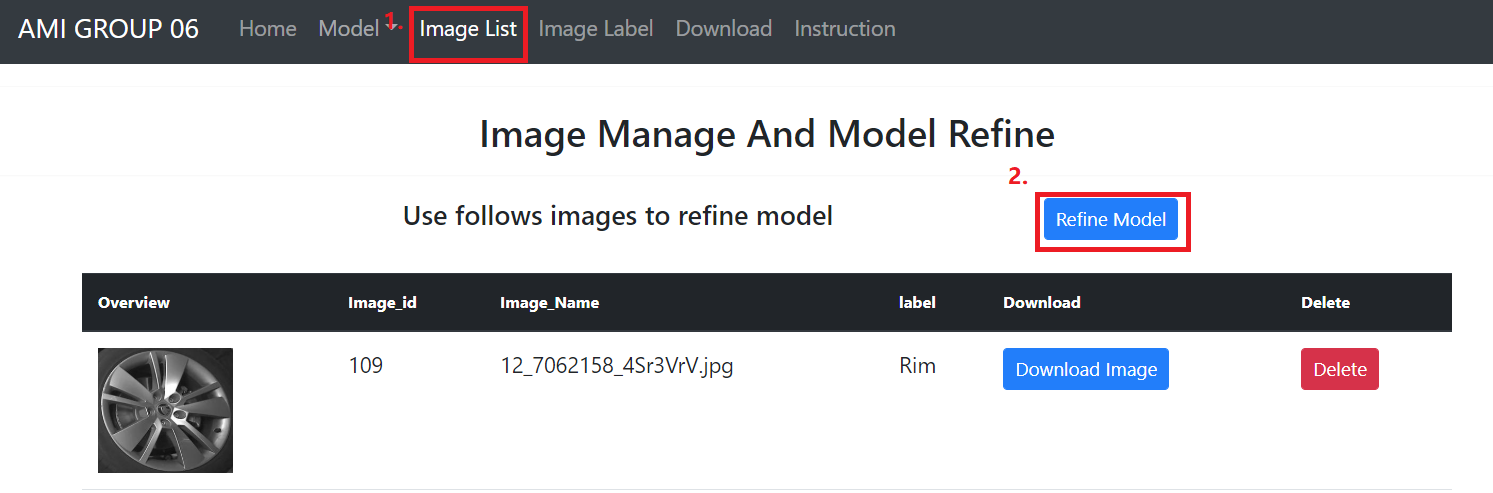 AMI GROUP 06 Home Model 1. Image List Image Label Download Instruction
Image Manage And Model Refine
2.
Use follows images to refine model Refine Model
Overview Image_id Image_Name label Download Delete
109 12_7062158_4Sr3VrV.jpg Rim Download Image Delete